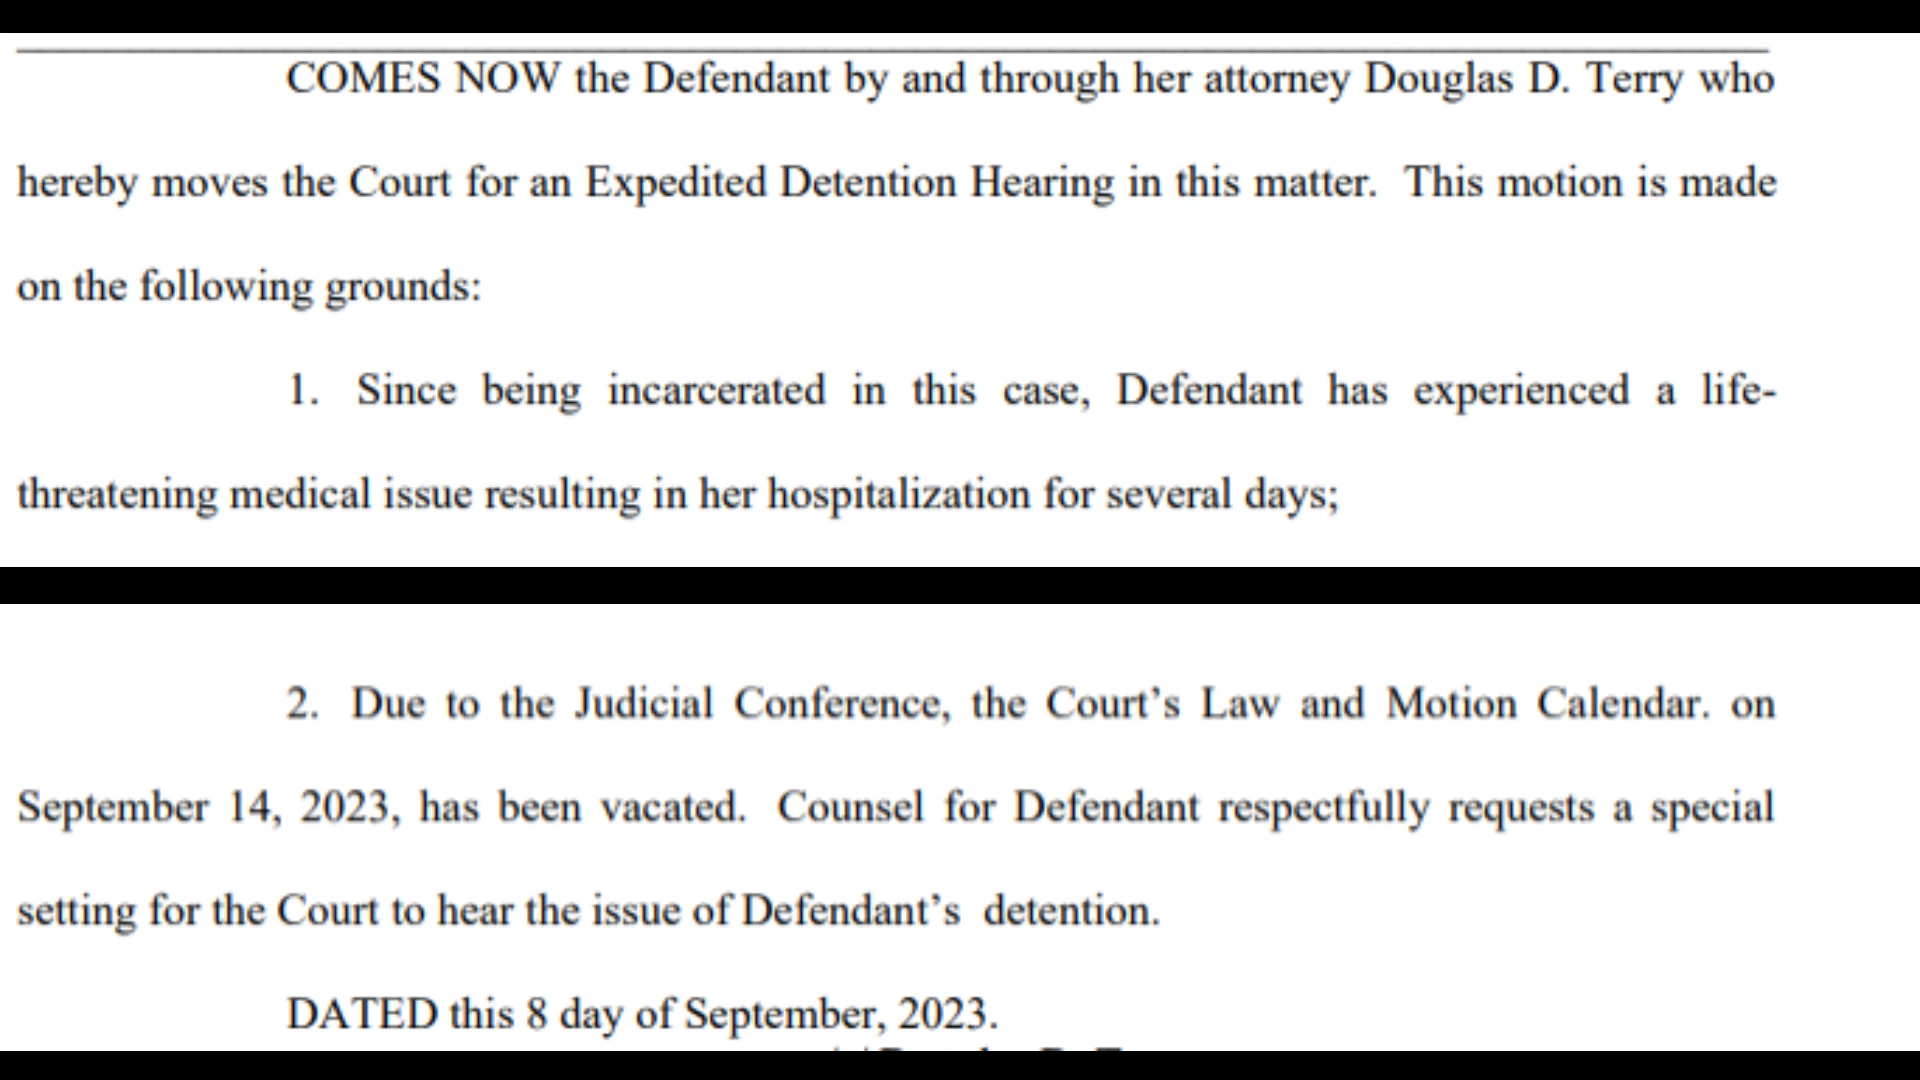 COMES NOW the Defendant by and through her attorney Douglas D. Terry who
hereby moves the Court for an Expedited Detention Hearing in this matter.  This motion is made
on the following grounds:
1. Since being incarcerated in this case, Defendant has experienced a life-
threatening medical issue resulting in her hospitalization for several days;
2. Due to the Judicial Conference, the Court’s Law and Motion Calendar. on
September 14, 2023, has been vacated.  Counsel for Defendant respectfully requests a special
setting for the Court to hear the issue of Defendant’s  detention.
DATED this 8 day of September, 2023.